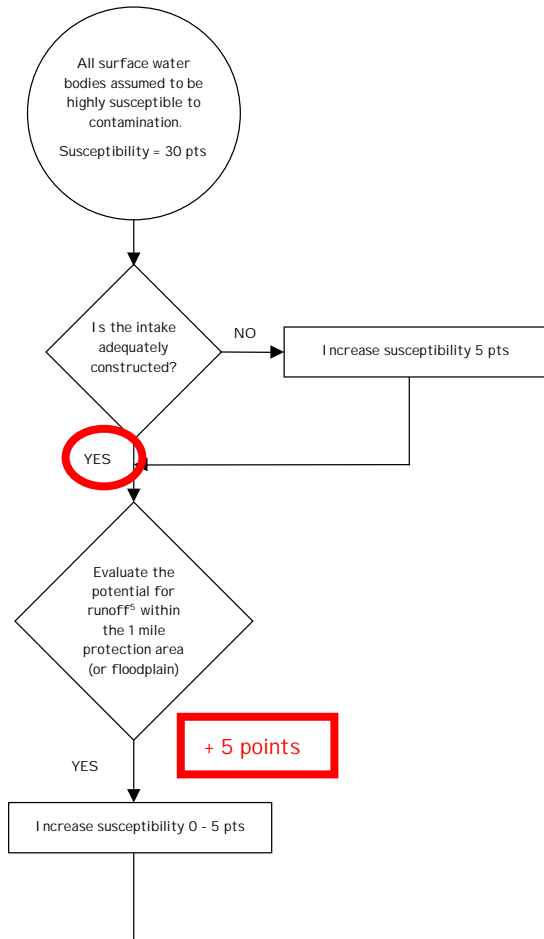 All surface water
bodies assumed to be
highly susceptible to
contamination.
Susceptibility = 30 pts
Is the intake
adequately
constructed?
NO
Increase susceptibility 5 pts
YES
Evaluate the
potential for
runoff⁵ within
the 1 mile
protection area
(or floodplain)
+ 5 points
YES
Increase susceptibility 0 - 5 pts